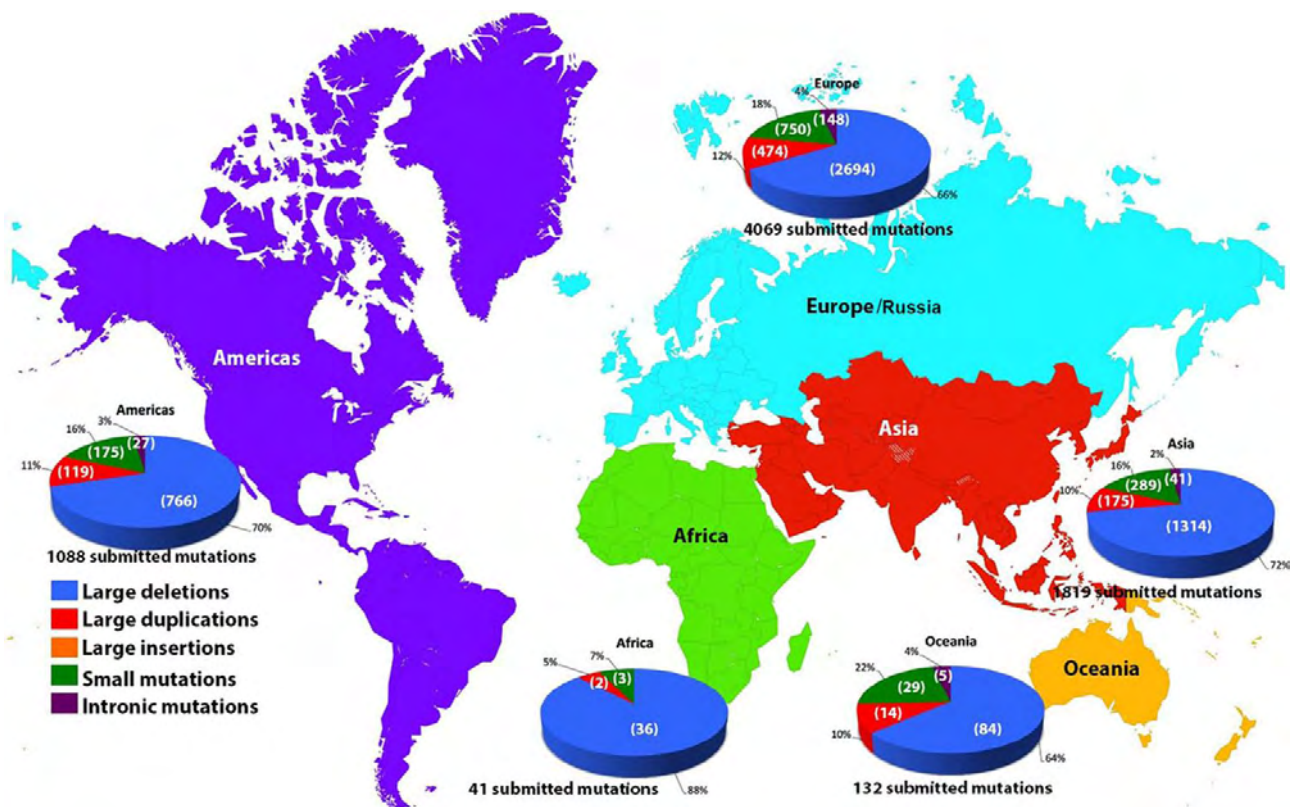 Europe
4%
18%
(148)
(750)
(474)
12%
(2694)
66%
4069 submitted mutations
Europe/Russia
Americas
Americas
3%
16%
(27)
(175)
11%
(119)
(766)
70%
1088 submitted mutations
Asia
Asia
2%
16%
(41)
(289)
10%
(175)
(1314)
72%
1819 submitted mutations
Africa
Large deletions
Large duplications
Large insertions
Small mutations
Intronic mutations
Africa
7%
5%
(3)
(2)
(36)
88%
41 submitted mutations
Oceania
4%
22%
(5)
(29)
(14)
10%
(84)
64%
132 submitted mutations
Oceania